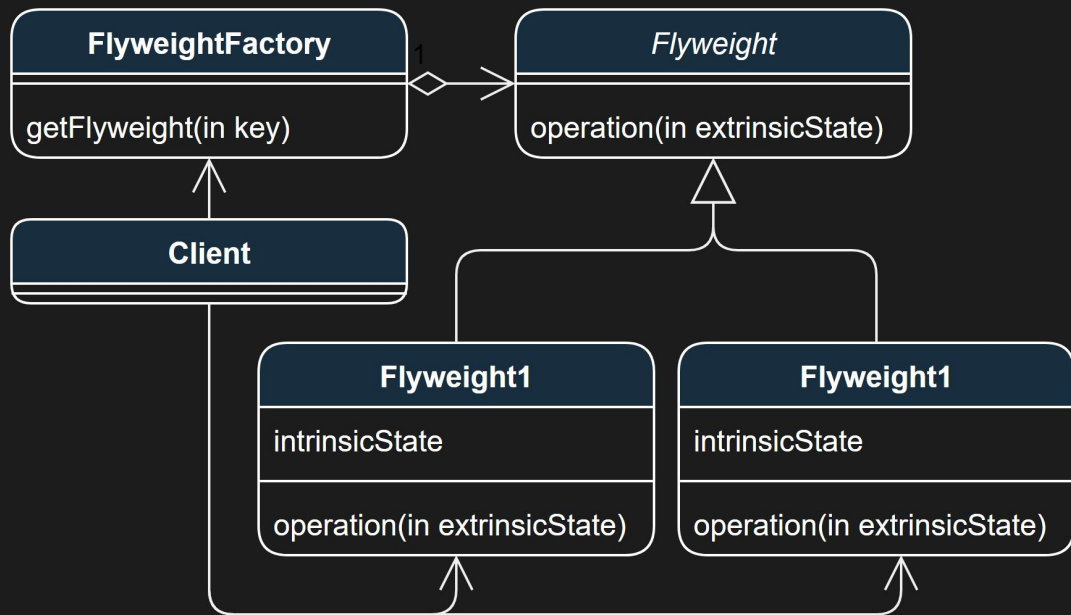 FlyweightFactory
getFlyweight(in key)
1
Flyweight
operation(in extrinsicState)
Client
Flyweight1
intrinsicState
operation(in extrinsicState)
Flyweight1
intrinsicState
operation(in extrinsicState)